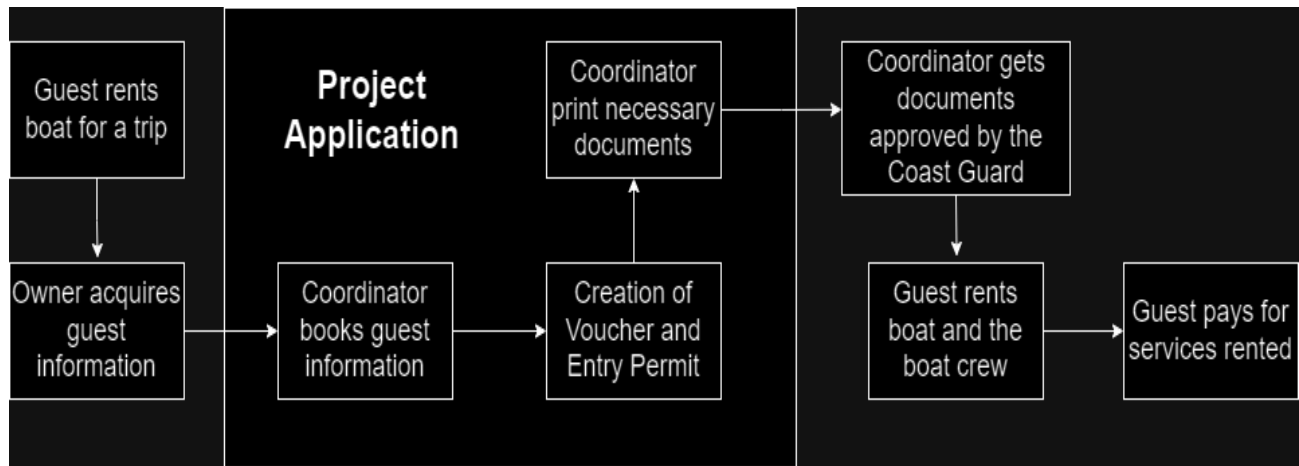 Guest rents
boat for a trip
Owner acquires
guest
information
Project
Application
Coordinator
books guest
information
Creation of
Voucher and
Entry Permit
Coordinator
print necessary
documents
Coordinator gets
documents
approved by the
Coast Guard
Guest rents
boat and the
boat crew
Guest pays for
services rented